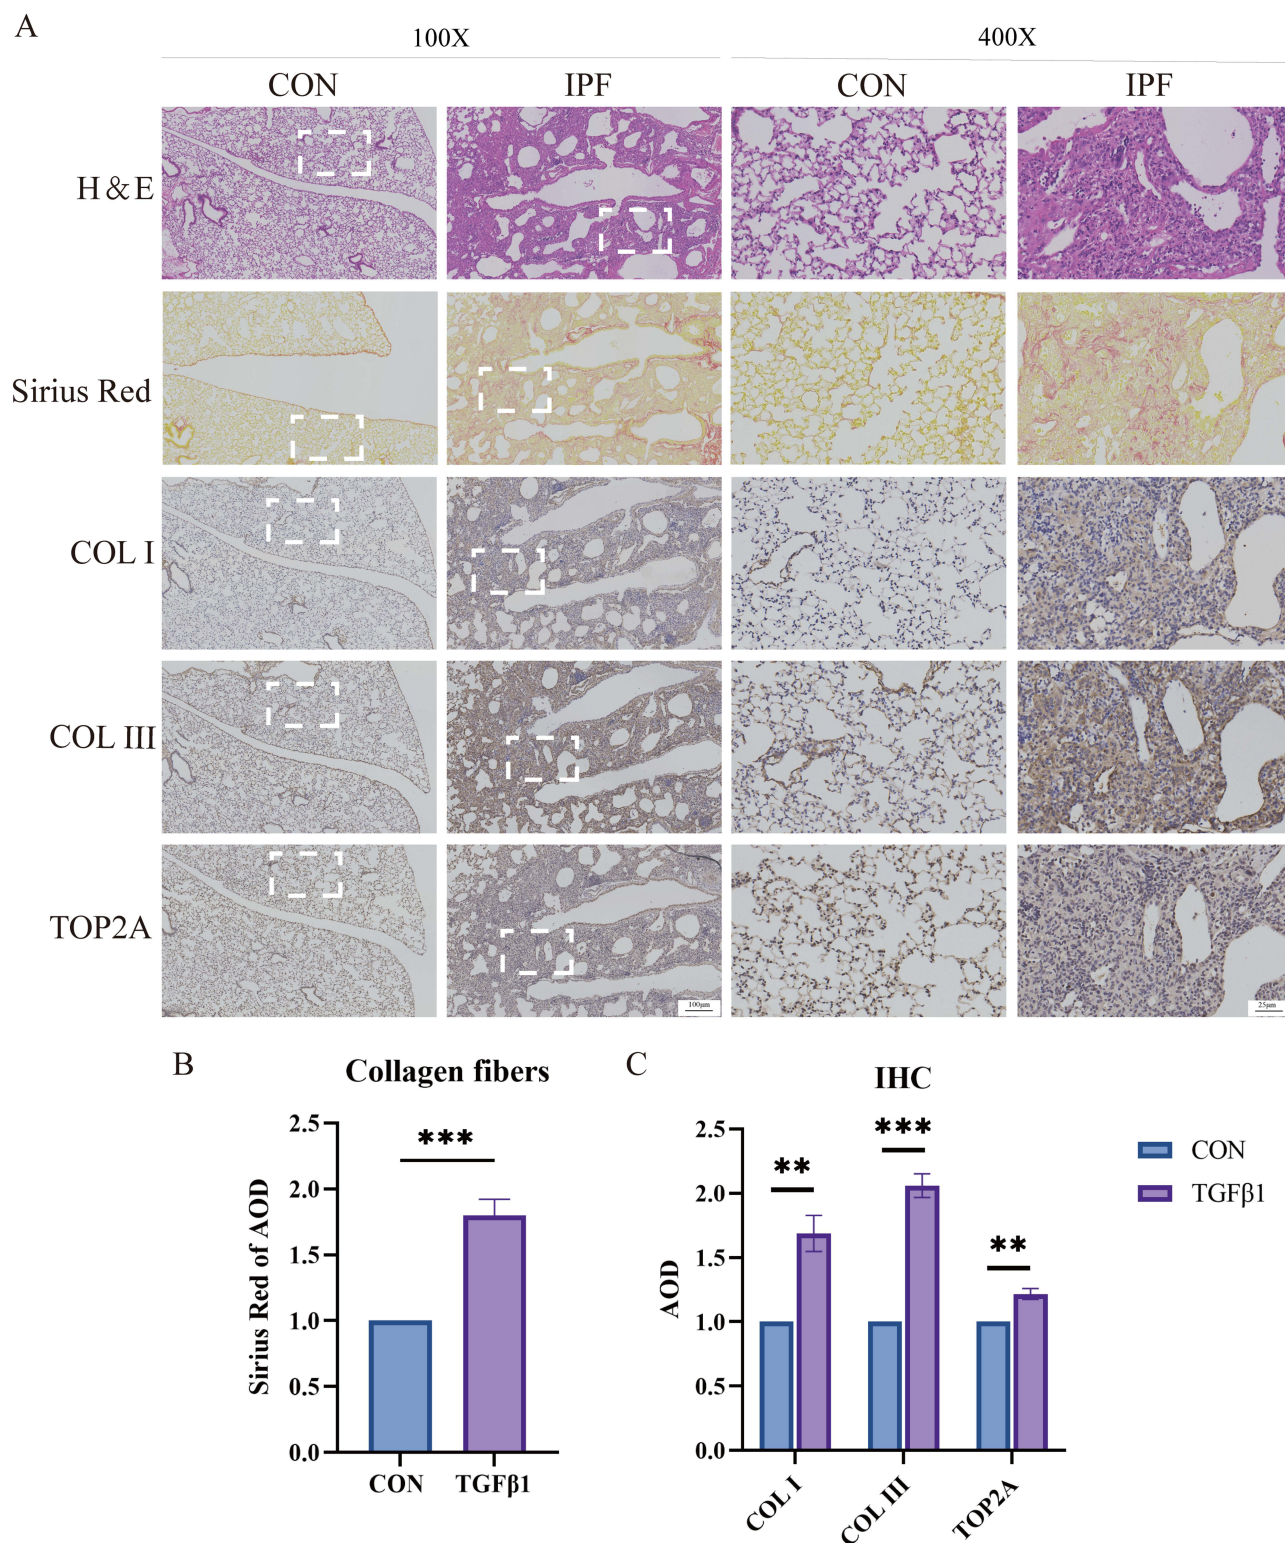 A
100X
400X
CON
IPF
CON
IPF
H & E
Sirius Red
COL I
COL III
TOP2A
100μm
25μm
B
Collagen fibers
Sirius Red of AOD
2.5
2.0
1.5
1.0
0.5
0.0
***
CON
TGFβ1
C
IHC
AOD
2.5
2.0
1.5
1.0
0.5
0.0
**
***
**
COL I
COL III
TOP2A
CON
TGFβ1